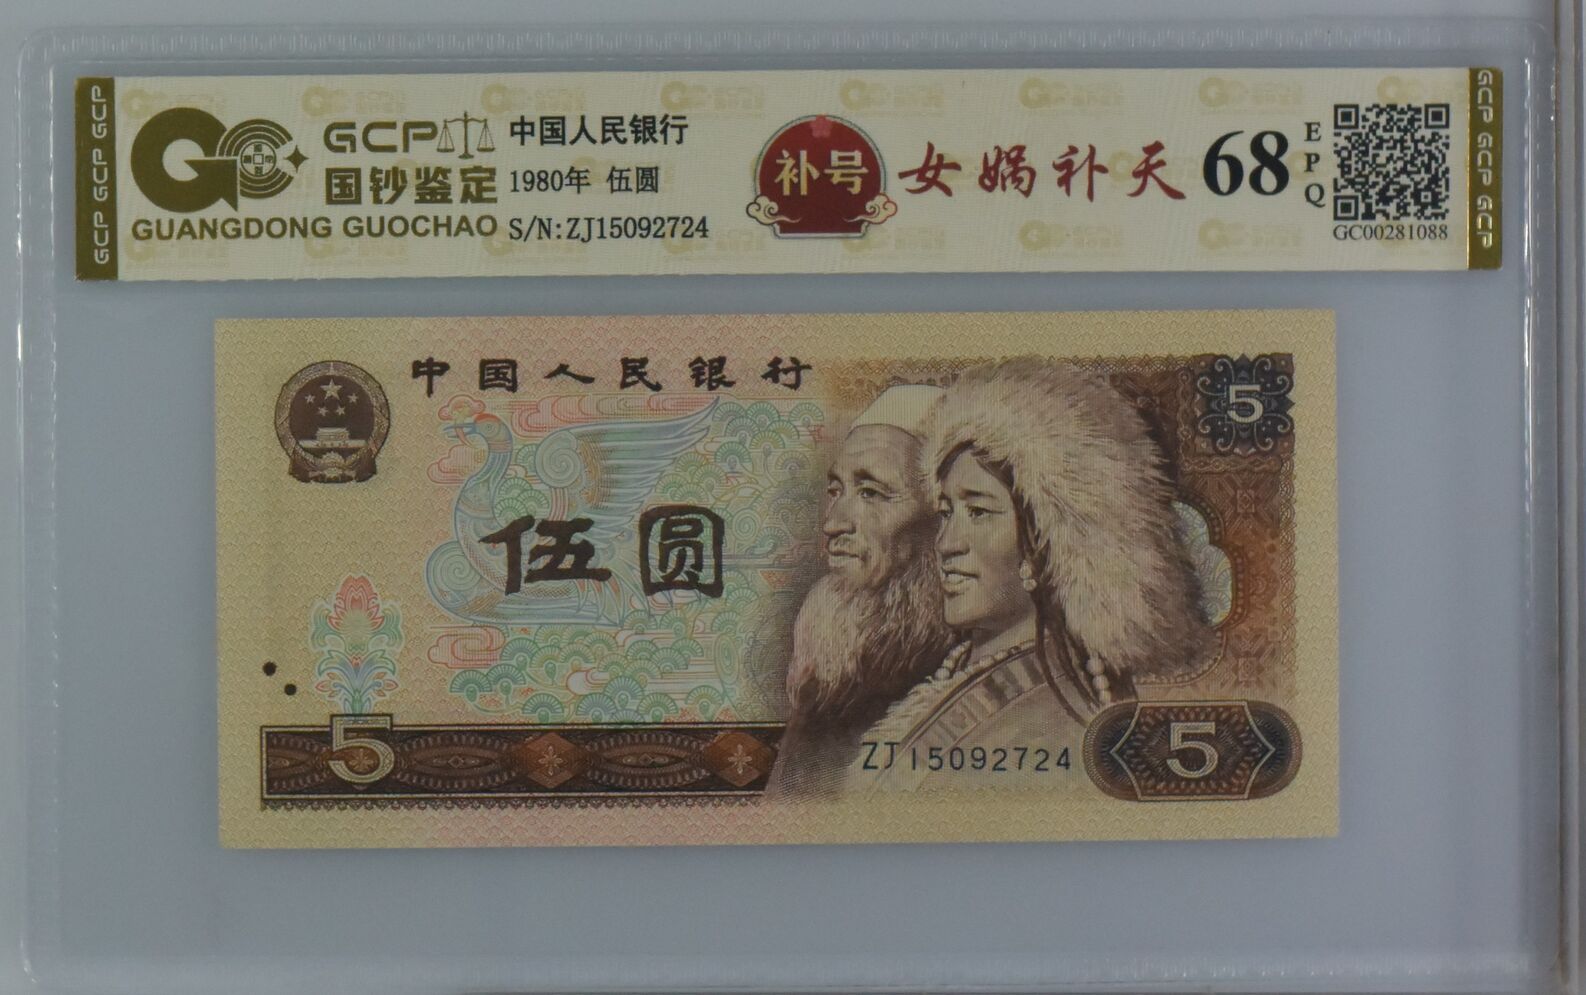 GCP GCP GCP
GCP
国钞鉴定
GUANGDONG GUOCHAO
中国人民银行
1980年 伍圆
S/N:ZJ15092724
补号
女娲补天
68
EPQ
GC00281088
GCP GCP GCP
中国人民银行
5
伍圆
5
ZJ15092724
5